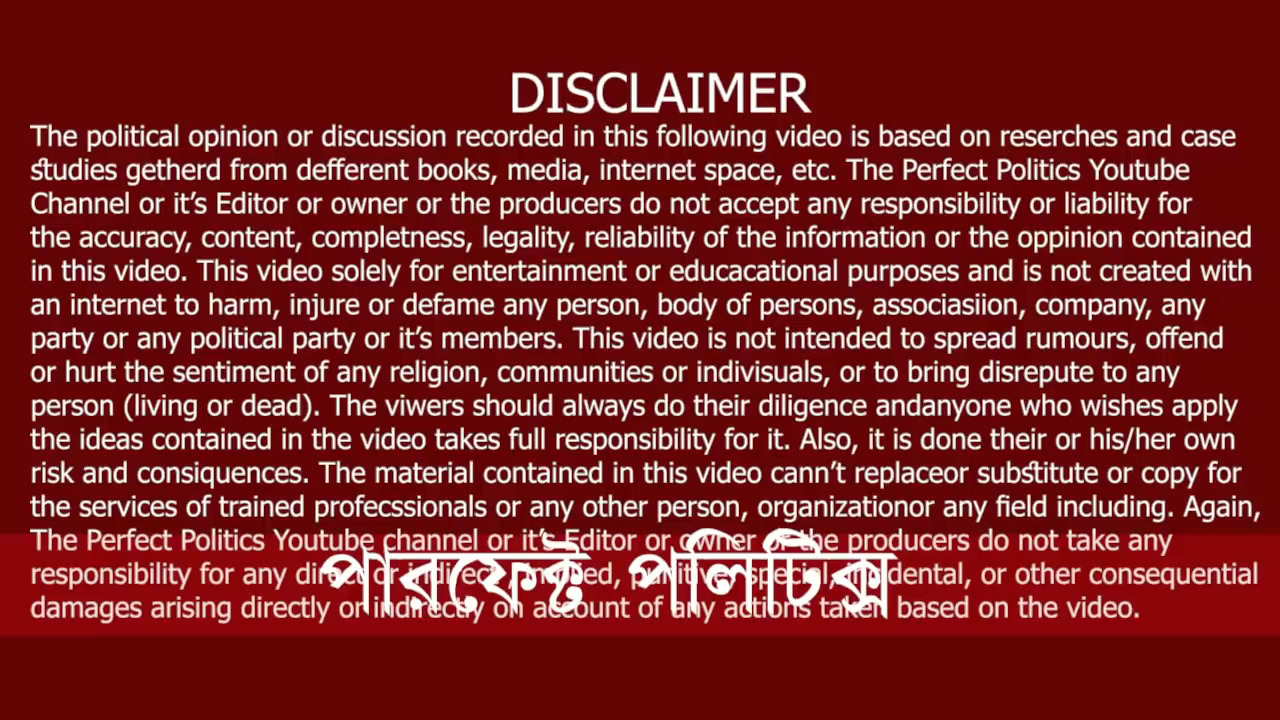 DISCLAIMER
The political opinion or discussion recorded in this following video is based on reserches and case
studies getherd from defferent books, media, internet space, etc. The Perfect Politics Youtube
Channel or it’s Editor or owner or the producers do not accept any responsibility or liability for
the accuracy, content, completness, legality, reliability of the information or the oppinion contained
in this video. This video solely for entertainment or educacational purposes and is not created with
an internet to harm, injure or defame any person, body of persons, associasiion, company, any
party or any political party or it’s members. This video is not intended to spread rumours, offend
or hurt the sentiment of any religion, communities or indivisuals, or to bring disrepute to any
person (living or dead). The viwers should always do their diligence andanyone who wishes apply
the ideas contained in the video takes full responsibility for it. Also, it is done their or his/her own
risk and consiquences. The material contained in this video cann’t replaceor substitute or copy for
the services of trained profecssionals or any other person, organizationor any field including. Again,
The Perfect Politics Youtube channel or it’s Editor or owner or the producers do not take any
responsibility for any direct or indirect, punitive, special, incidental, or other consequential
damages arising directly or indirectly on account of any actions taken based on the video.
পারফেক্ট পলিটিক্স